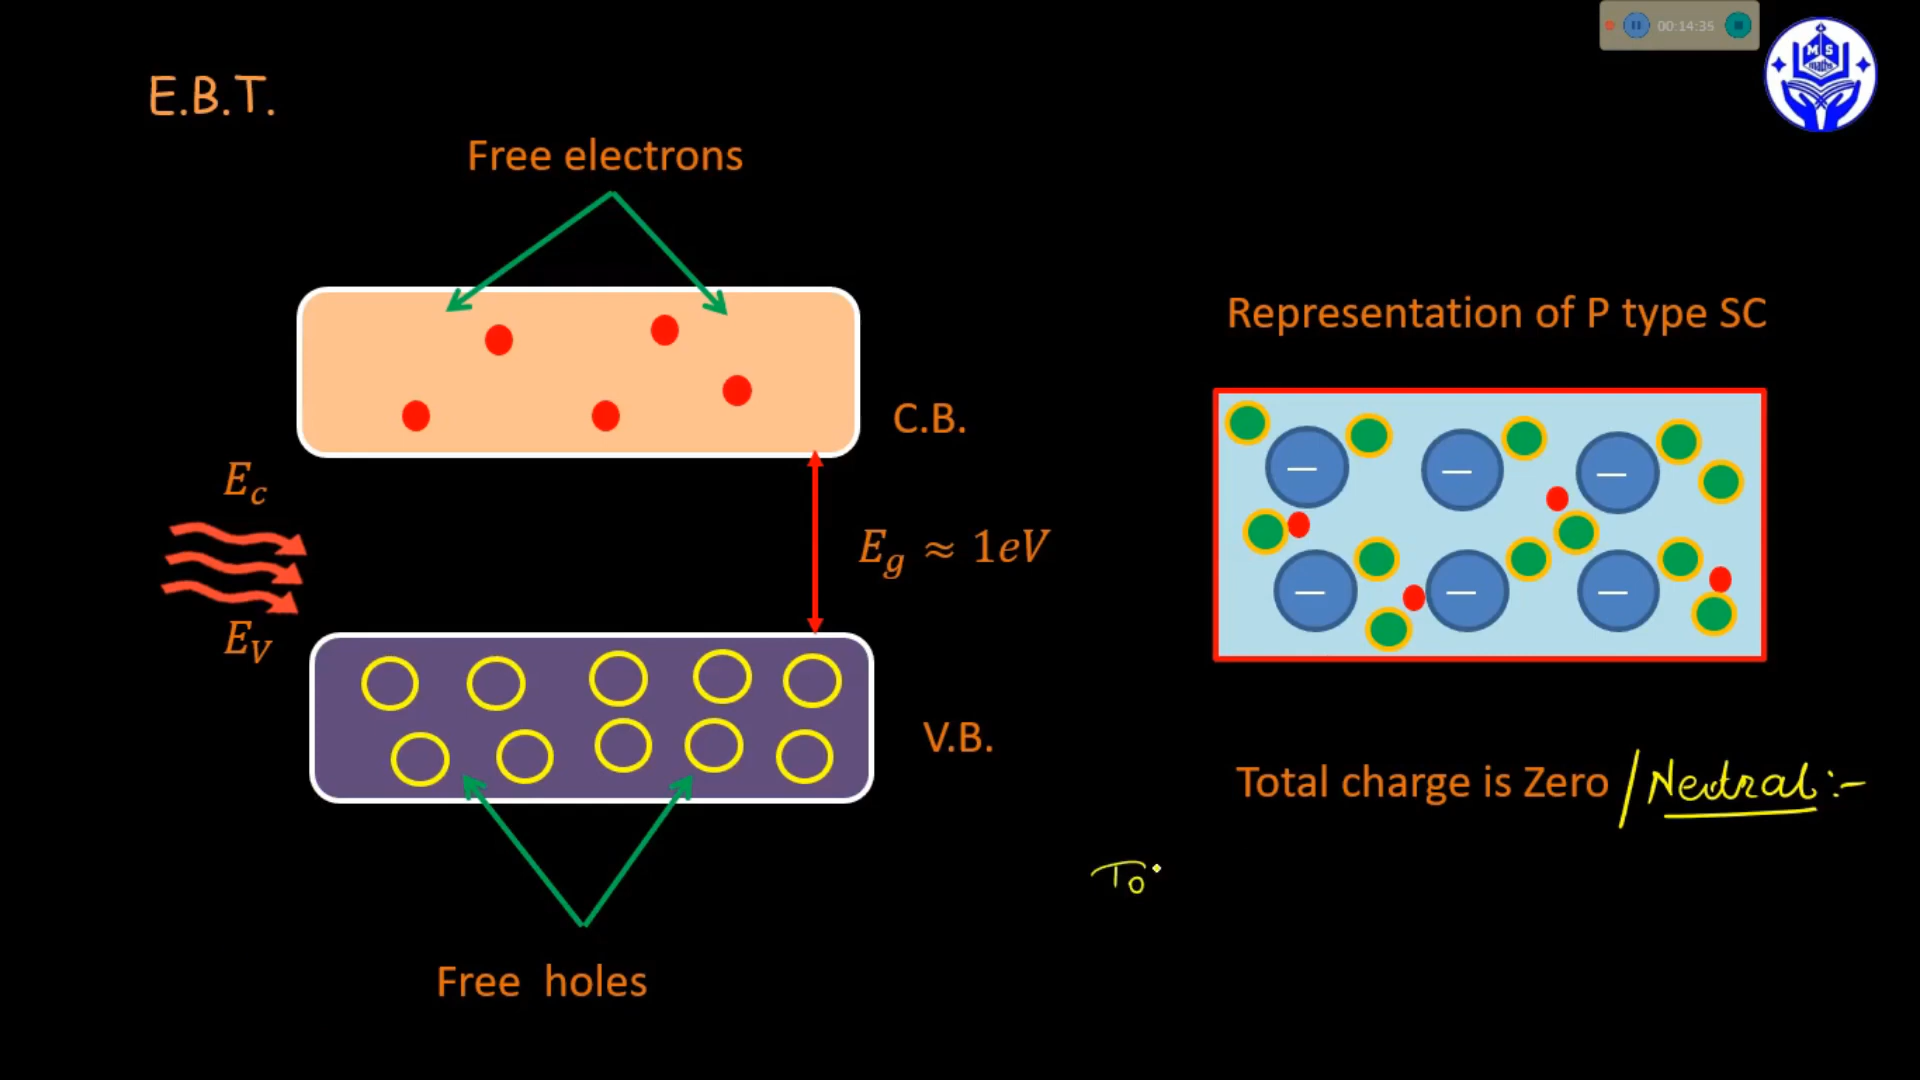 00:14:35
M S
maths
E.B.T.
Free electrons
C.B.
E_c
E_g ≈ 1eV
E_V
V.B.
Free holes
Representation of P type SC
Total charge is Zero / Neutral :-
To